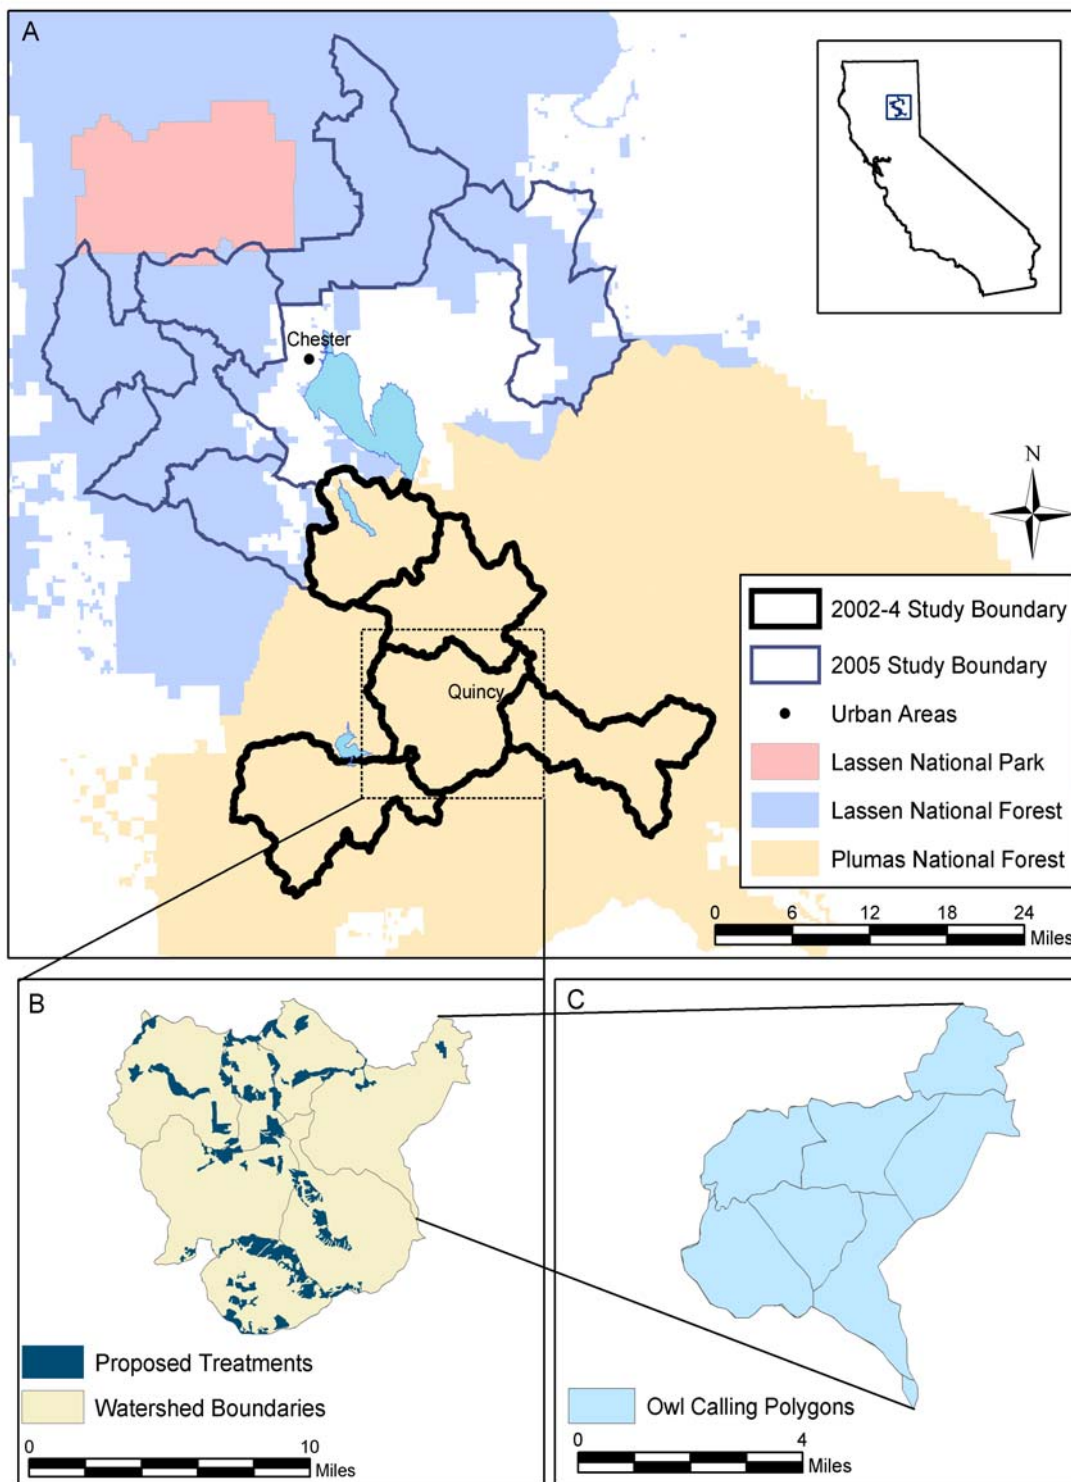 A
Chester
N
Quincy
2002-4 Study Boundary
2005 Study Boundary
Urban Areas
Lassen National Park
Lassen National Forest
Plumas National Forest
0 6 12 18 24
Miles
B
Proposed Treatments
Watershed Boundaries
0 10
Miles
C
Owl Calling Polygons
0 4
Miles